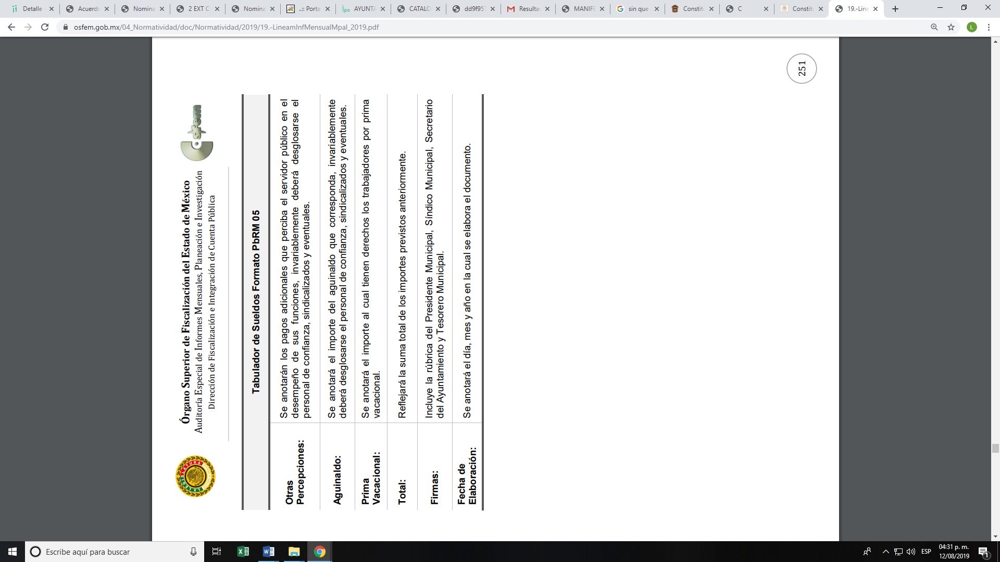 Detalle
Acuerdo
Nomina
2 EXT C
Nomina
..:: Porta
AYUNTA
CATALO
dd9f957
Resulta
MANIFE
sin que
Constitu
C
Constitu
19.-Line
osfem.gob.mx/04_Normatividad/doc/Normatividad/2019/19.-LineamInfMensualMpal_2019.pdf
L
251
Órgano Superior de Fiscalización del Estado de México
Auditoría Especial de Informes Mensuales, Planeación e Investigación
Dirección de Fiscalización e Integración de Cuenta Pública
osfem
LX LEGISLATURA
Tabulador de Sueldos Formato PbRM 05
Otras
Percepciones:
Se anotarán los pagos adicionales que perciba el servidor público en el
desempeño de sus funciones, invariablemente deberá desglosarse el
personal de confianza, sindicalizados y eventuales.
Aguinaldo:
Se anotará el importe del aguinaldo que corresponda, invariablemente
deberá desglosarse el personal de confianza, sindicalizados y eventuales.
Prima
Vacacional:
Se anotará el importe al cual tienen derechos los trabajadores por prima
vacacional.
Total:
Reflejará la suma total de los importes previstos anteriormente.
Firmas:
Incluye la rúbrica del Presidente Municipal, Síndico Municipal, Secretario
del Ayuntamiento y Tesorero Municipal.
Fecha de
Elaboración:
Se anotará el día, mes y año en la cual se elabora el documento.
Escribe aquí para buscar
ESP
04:31 p. m.
12/08/2019
1